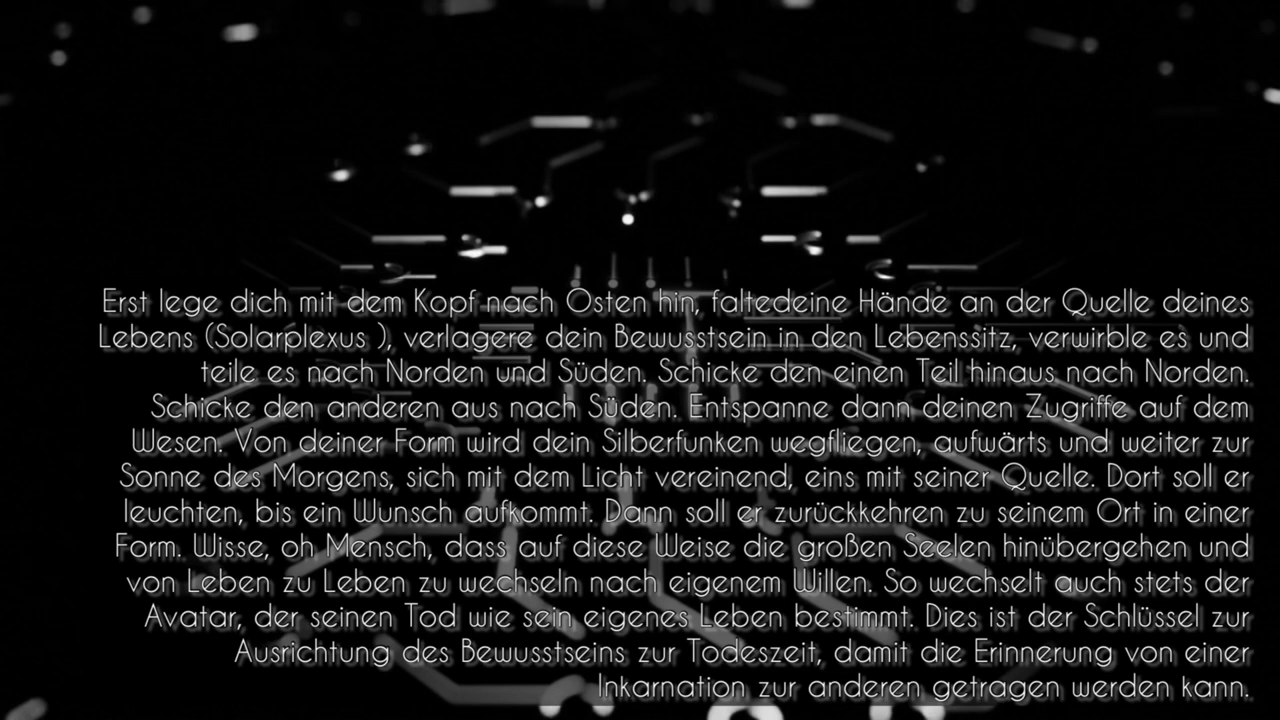 Erst lege dich mit dem Kopf nach Osten hin, faltedeine Hände an der Quelle deines
Lebens (Solarplexus ), verlagere dein Bewusstsein in den Lebenssitz, verwirble es und
teile es nach Norden und Süden. Schicke den einen Teil hinaus nach Norden.
Schicke den anderen aus nach Süden. Entspanne dann deinen Zugriffe auf dem
Wesen. Von deiner Form wird dein Silberfunken wegfliegen, aufwärts und weiter zur
Sonne des Morgens, sich mit dem Licht vereinend, eins mit seiner Quelle. Dort soll er
leuchten, bis ein Wunsch aufkommt. Dann soll er zurückkehren zu seinem Ort in einer
Form. Wisse, oh Mensch, dass auf diese Weise die großen Seelen hinübergehen und
von Leben zu Leben zu wechseln nach eigenem Willen. So wechselt auch stets der
Avatar, der seinen Tod wie sein eigenes Leben bestimmt. Dies ist der Schlüssel zur
Ausrichtung des Bewusstseins zur Todeszeit, damit die Erinnerung von einer
Inkarnation zur anderen getragen werden kann.